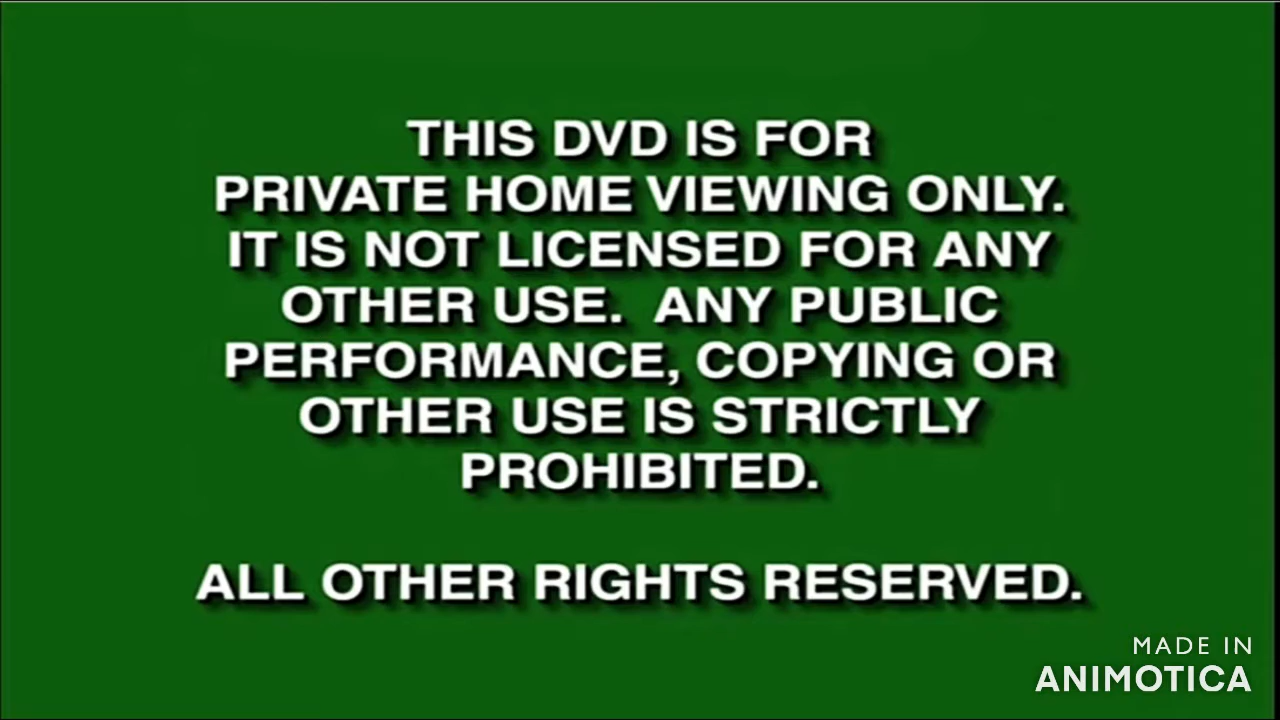 THIS DVD IS FOR
PRIVATE HOME VIEWING ONLY.
IT IS NOT LICENSED FOR ANY
OTHER USE.  ANY PUBLIC
PERFORMANCE, COPYING OR
OTHER USE IS STRICTLY
PROHIBITED.
ALL OTHER RIGHTS RESERVED.
MADE IN
ANIMOTICA